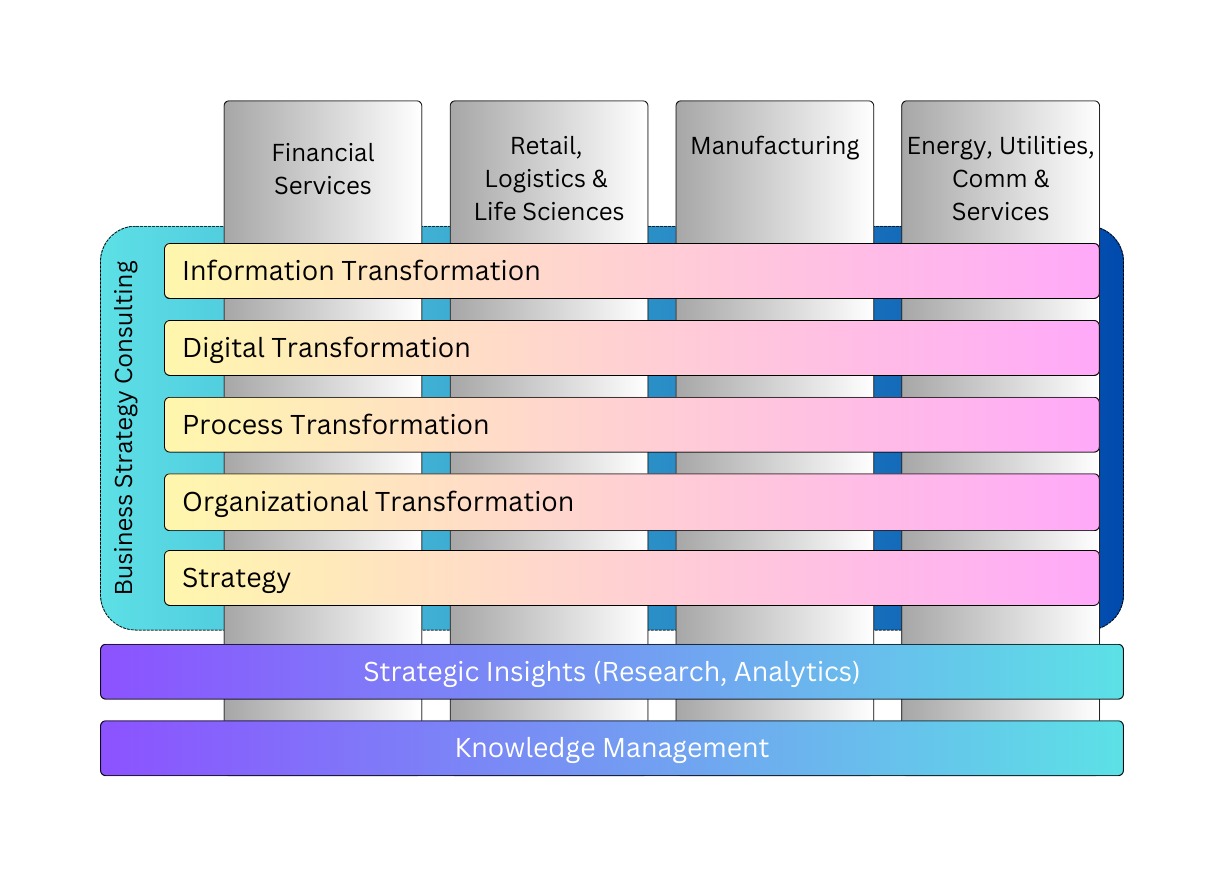 Financial
Services
Retail,
Logistics &
Life Sciences
Manufacturing
Energy, Utilities,
Comm &
Services
Business Strategy Consulting
Information Transformation
Digital Transformation
Process Transformation
Organizational Transformation
Strategy
Strategic Insights (Research, Analytics)
Knowledge Management